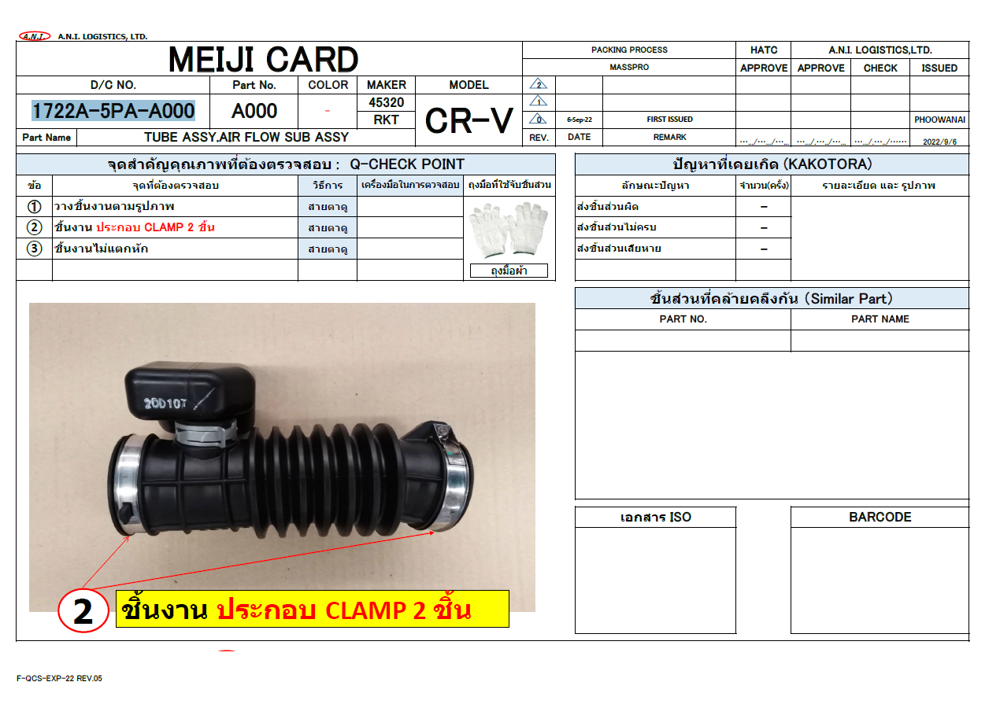 A.N.I. A.N.I. LOGISTICS, LTD.
MEIJI CARD
PACKING PROCESS HATC A.N.I. LOGISTICS,LTD.
MASSPRO APPROVE APPROVE CHECK ISSUED
D/C NO. Part No. COLOR MAKER MODEL 2
1722A-5PA-A000 A000 - 45320 CR-V 1
RKT 0 6-Sep-22 FIRST ISSUED PHOOWANAI
Part Name TUBE ASSY,AIR FLOW SUB ASSY REV. DATE REMARK …../…../….. …../…../….. …../…../…… 2022/9/6
จุดสำคัญคุณภาพที่ต้องตรวจสอบ : Q-CHECK POINT
ข้อ จุดที่ต้องตรวจสอบ วิธีการ เครื่องมือในการตวจสอบ ถุงมือที่ใช้จับชิ้นส่วน
① วางชิ้นงานตามรูปภาพ สายตาดู
② ชิ้นงาน ประกอบ CLAMP 2 ชิ้น สายตาดู
③ ชิ้นงานไม่แตกหัก สายตาดู
ถุงมือผ้า
ปัญหาที่เคยเกิด (KAKOTORA)
ลักษณะปัญหา จำนวน(ครั้ง) รายละเอียด และ รูปภาพ
ส่งชิ้นส่วนผิด -
ส่งชิ้นส่วนไม่ครบ -
ส่งชิ้นส่วนเสียหาย -
ชิ้นส่วนที่คล้ายคลึงกัน (Similar Part)
PART NO. PART NAME
20D10T
2 ชิ้นงาน ประกอบ CLAMP 2 ชิ้น
เอกสาร ISO BARCODE
F-QCS-EXP-22 REV.05